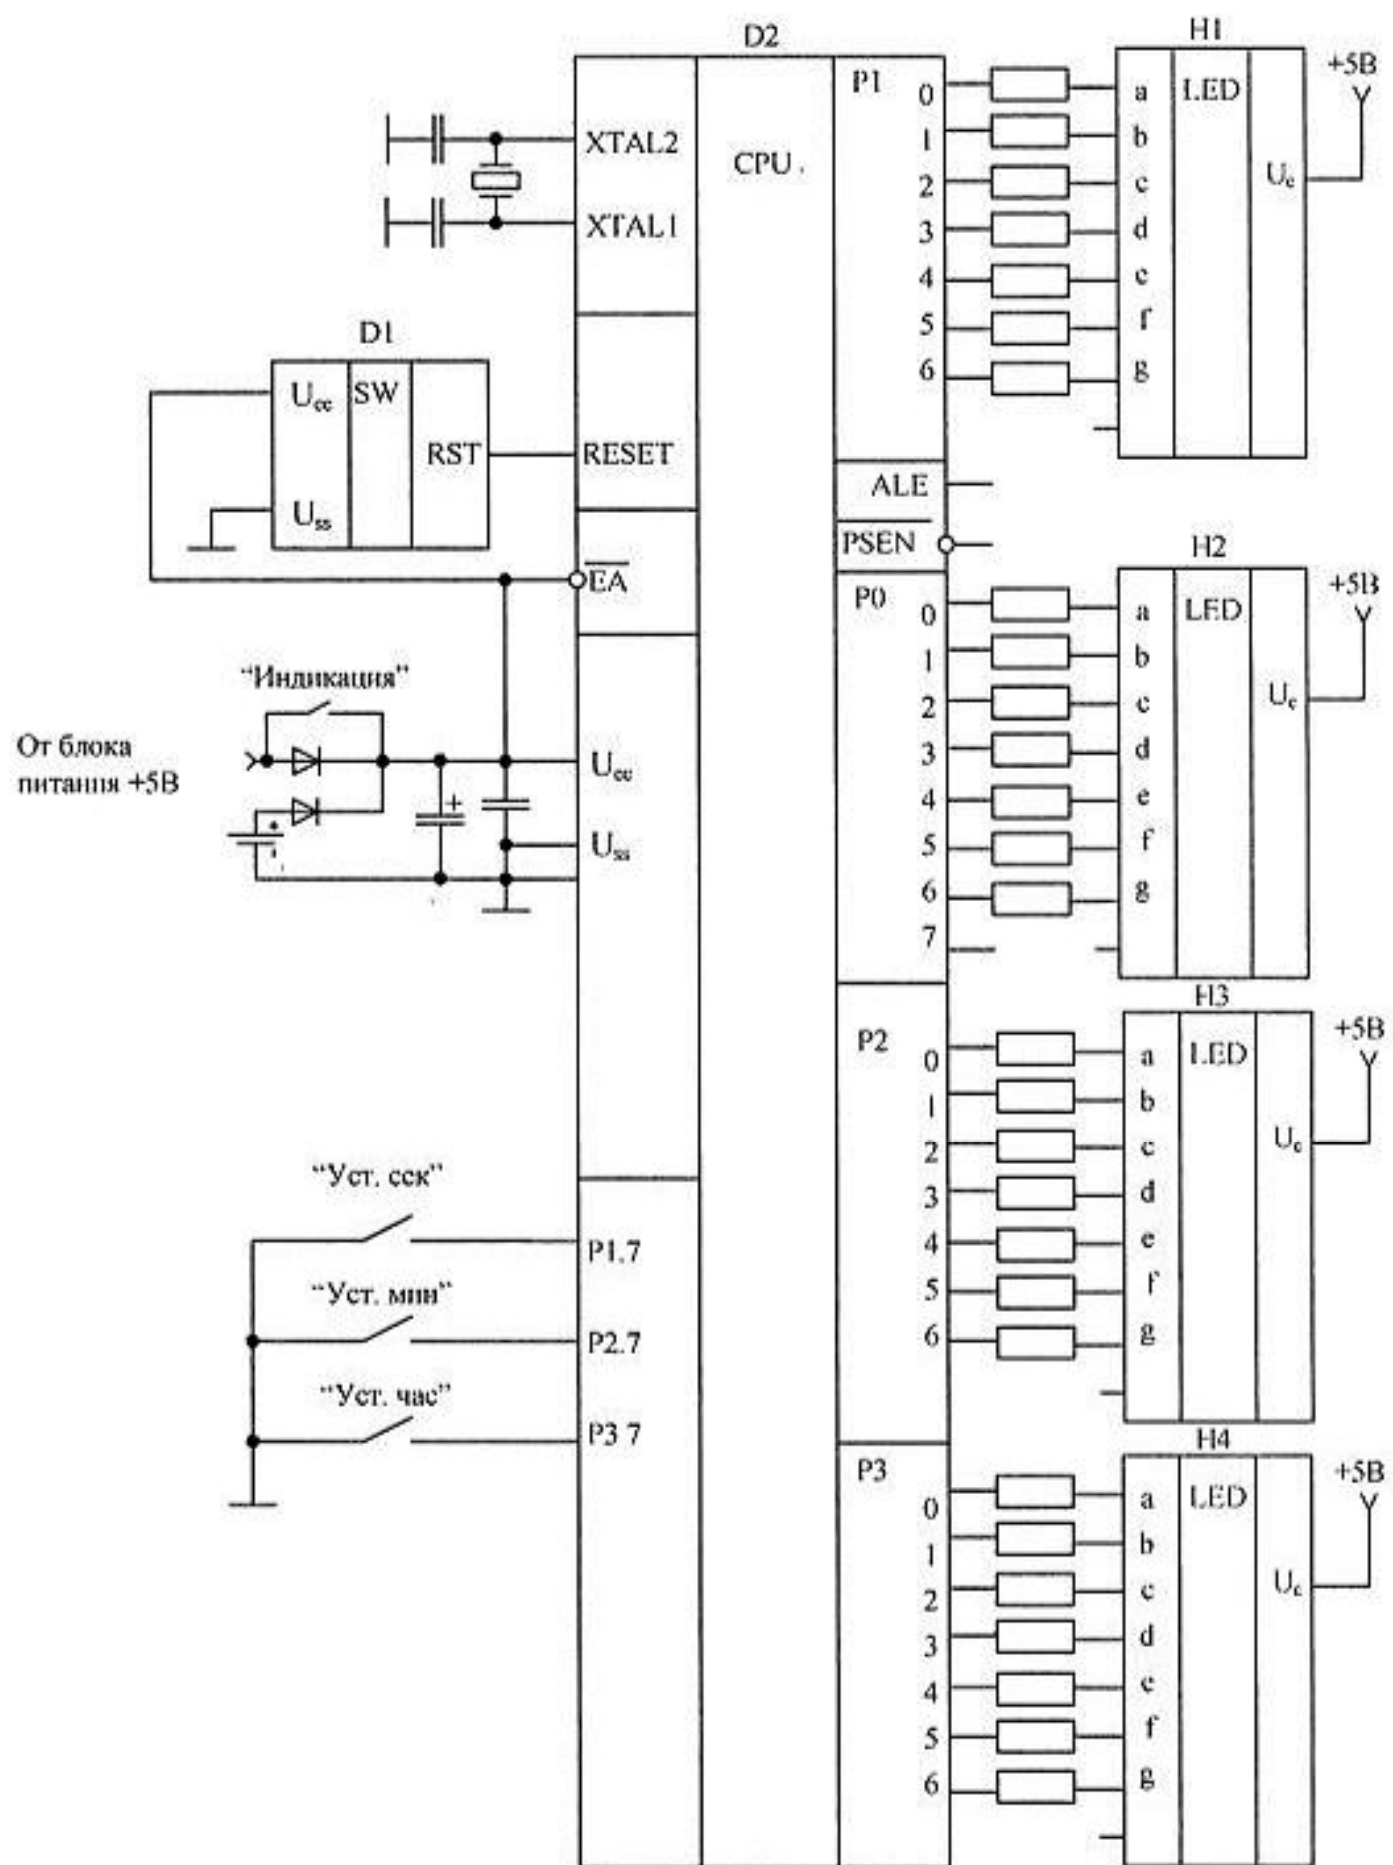 D2
XTAL2
XTAL1
CPU
D1
Ucc
SW
RST
Uss
RESET
EA
“Индикация”
От блока
питания +5В
+
Ucc
Uss
+
-
“Уст. сек”
P1.7
“Уст. мин”
P2.7
“Уст. час”
P3 7
P1
0
1
2
3
4
5
6
ALE
PSEN
P0
0
1
2
3
4
5
6
7
P2
0
1
2
3
4
5
6
P3
0
1
2
3
4
5
6
H1
a LED
b
c
d
e
f
g
Uc
+5В
H2
a LED
b
c
d
e
f
g
Uc
+5В
H3
a LED
b
c
d
e
f
g
Uc
+5В
H4
a LED
b
c
d
e
f
g
Uc
+5В